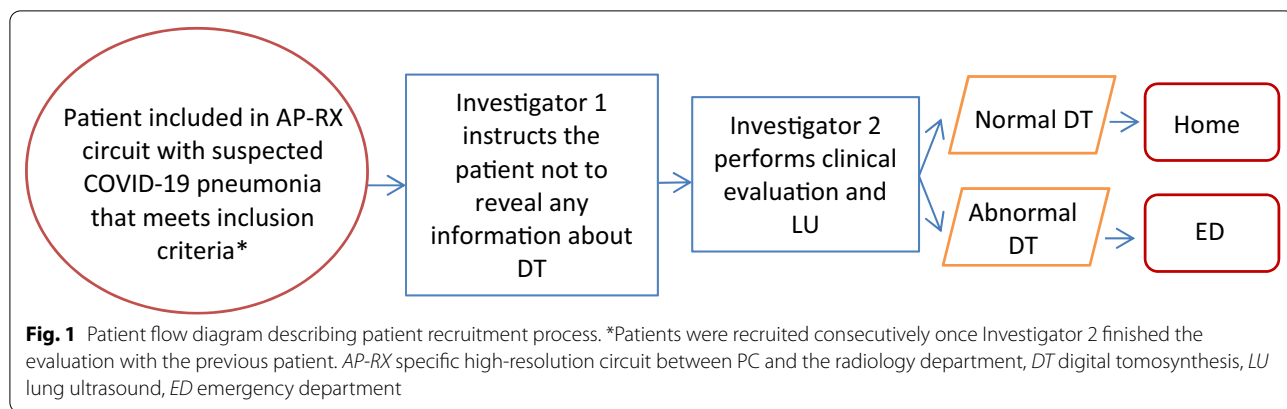 Patient included in AP-RX
circuit with suspected
COVID-19 pneumonia
that meets inclusion
criteria*
Investigator 1
instructs the
patient not to
reveal any
information about
DT
Investigator 2
performs clinical
evaluation and
LU
Normal DT
Home
Abnormal
DT
ED
Fig. 1 Patient flow diagram describing patient recruitment process. *Patients were recruited consecutively once Investigator 2 finished the
evaluation with the previous patient. AP-RX specific high-resolution circuit between PC and the radiology department, DT digital tomosynthesis, LU
lung ultrasound, ED emergency department